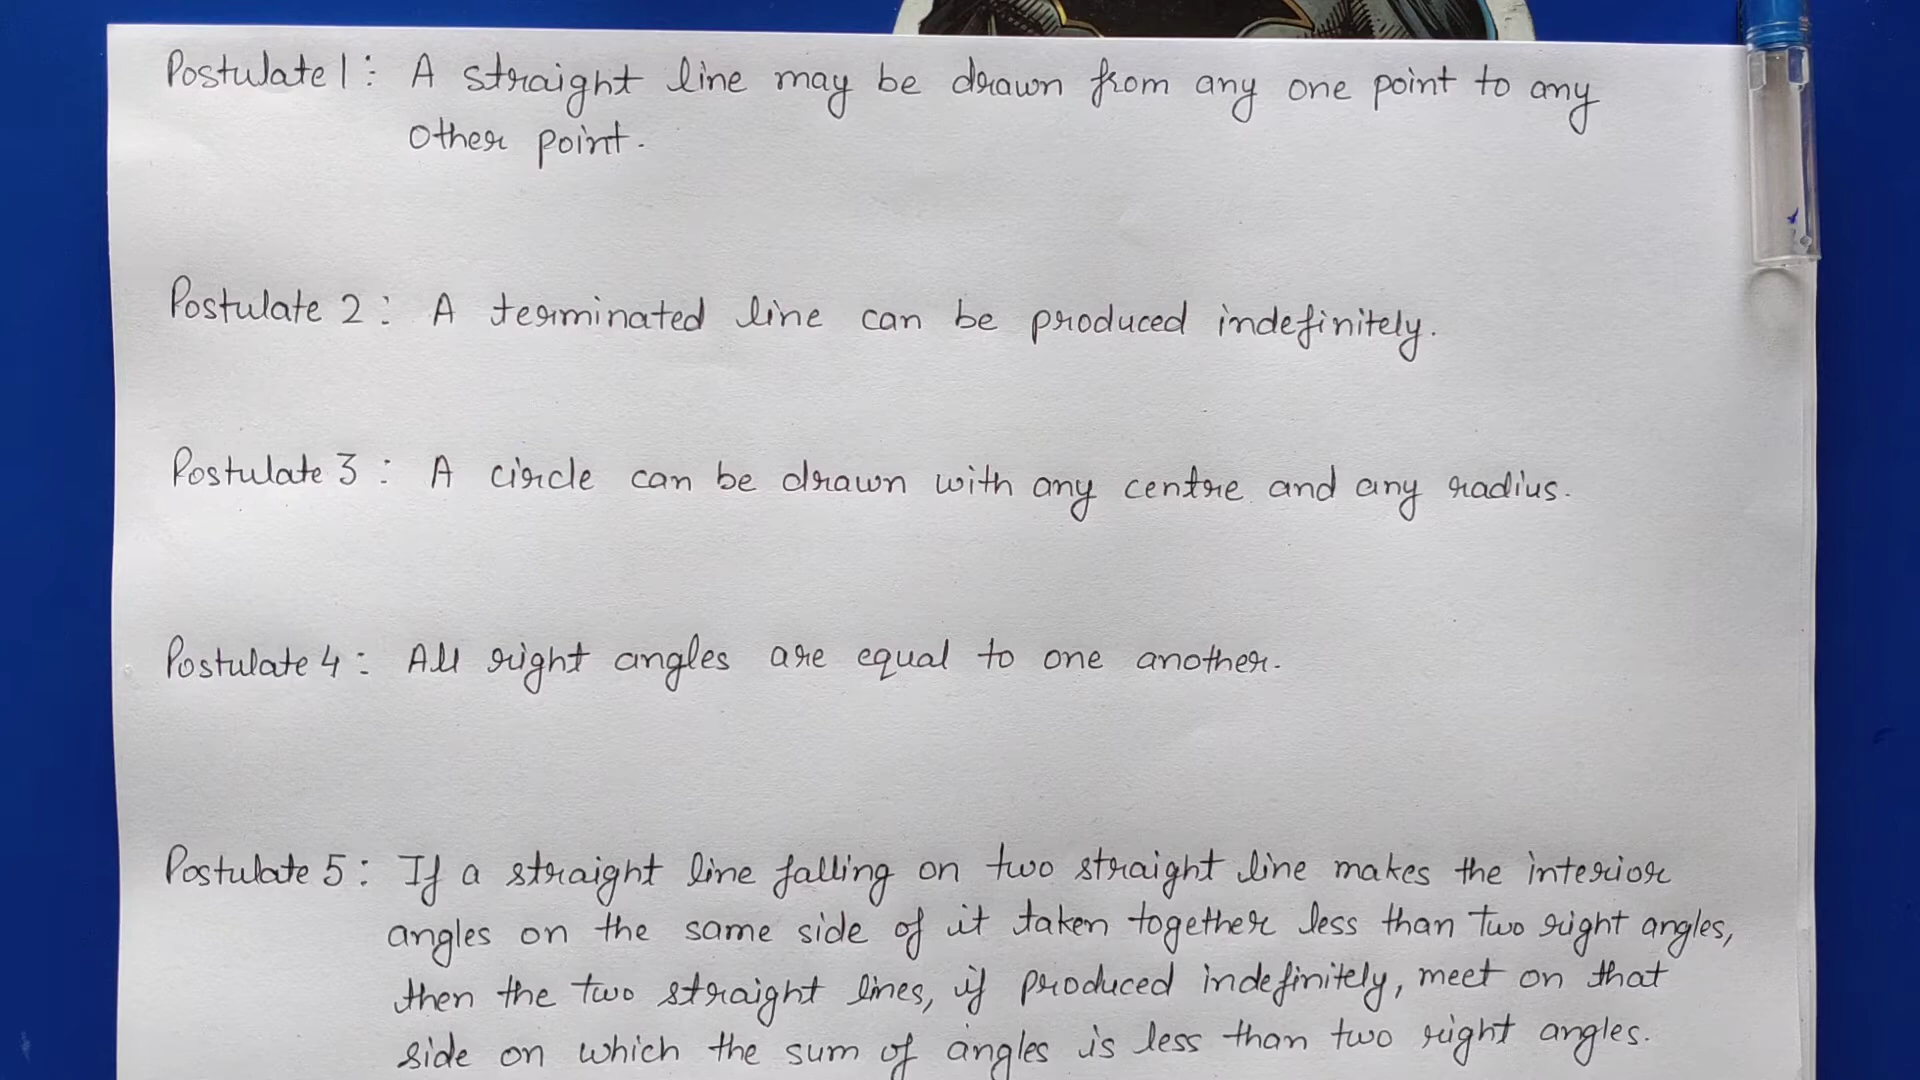 Postulate 1: A straight line may be drawn from any one point to any
other point.
Postulate 2: A terminated line can be produced indefinitely.
Postulate 3: A circle can be drawn with any centre and any radius.
Postulate 4: All right angles are equal to one another.
Postulate 5: If a straight line falling on two straight line makes the interior
angles on the same side of it taken together less than two right angles,
then the two straight lines, if produced indefinitely, meet on that
side on which the sum of angles is less than two right angles.